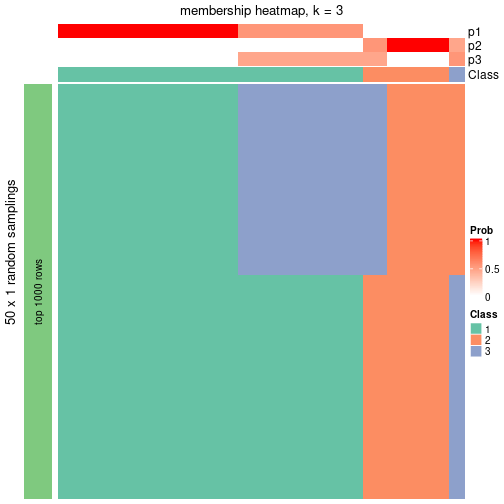 membership heatmap, k = 3
p1
p2
p3
Class
50 x 1 random samplings
top 1000 rows
Prob
1
0.5
0
Class
1
2
3